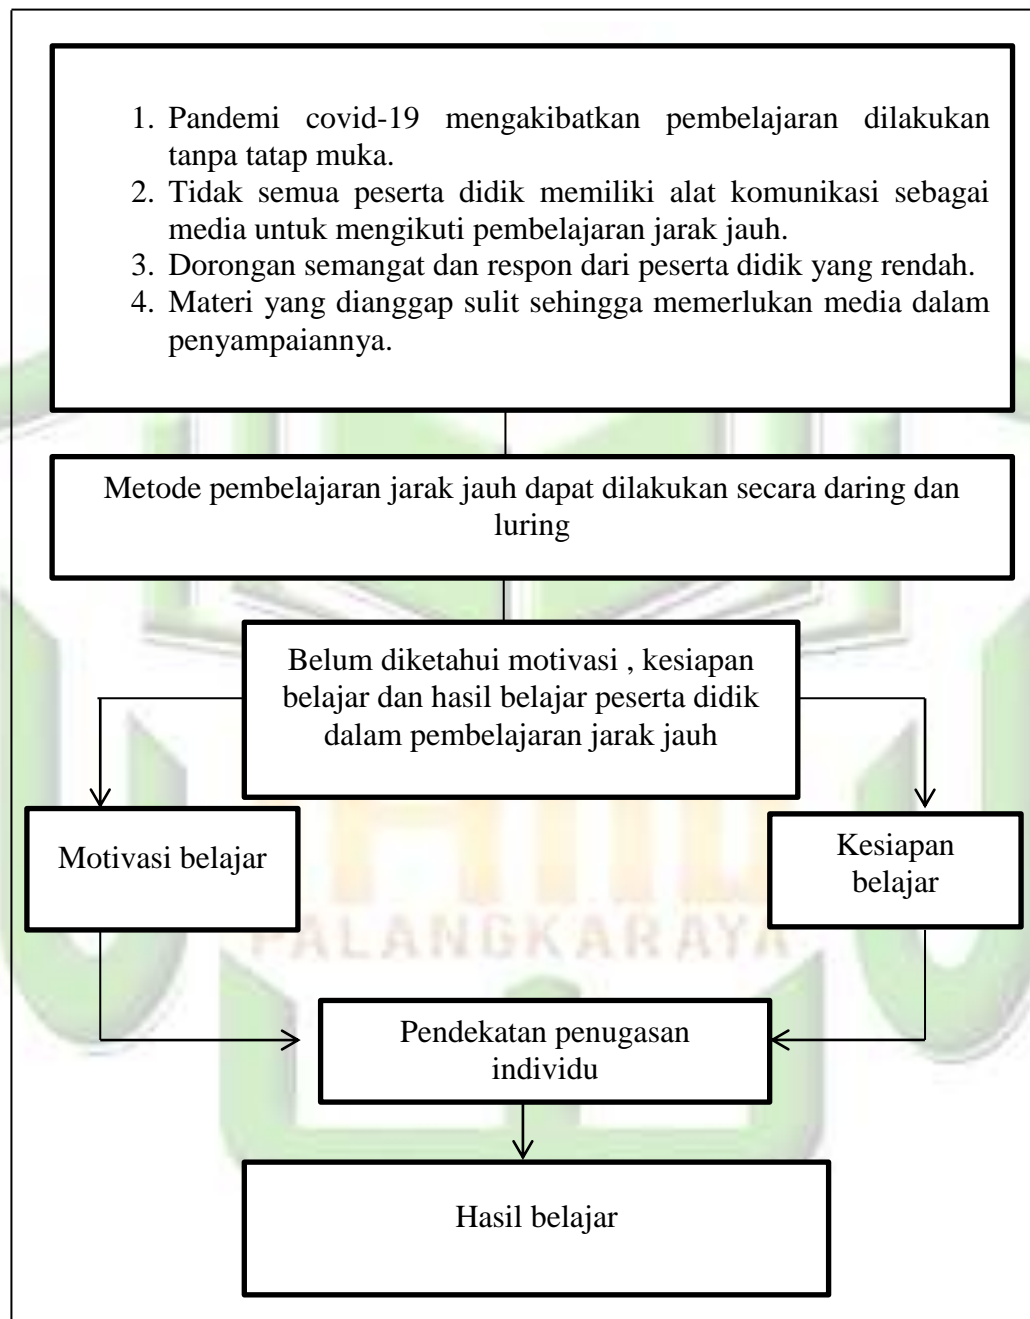 1. Pandemi covid-19 mengakibatkan pembelajaran dilakukan
tanpa tatap muka.
2. Tidak semua peserta didik memiliki alat komunikasi sebagai
media untuk mengikuti pembelajaran jarak jauh.
3. Dorongan semangat dan respon dari peserta didik yang rendah.
4. Materi yang dianggap sulit sehingga memerlukan media dalam
penyampaiannya.
Metode pembelajaran jarak jauh dapat dilakukan secara daring dan
luring
Belum diketahui motivasi , kesiapan
belajar dan hasil belajar peserta didik
dalam pembelajaran jarak jauh
Motivasi belajar
Kesiapan
belajar
PALANGKARAYA
Pendekatan penugasan
individu
Hasil belajar